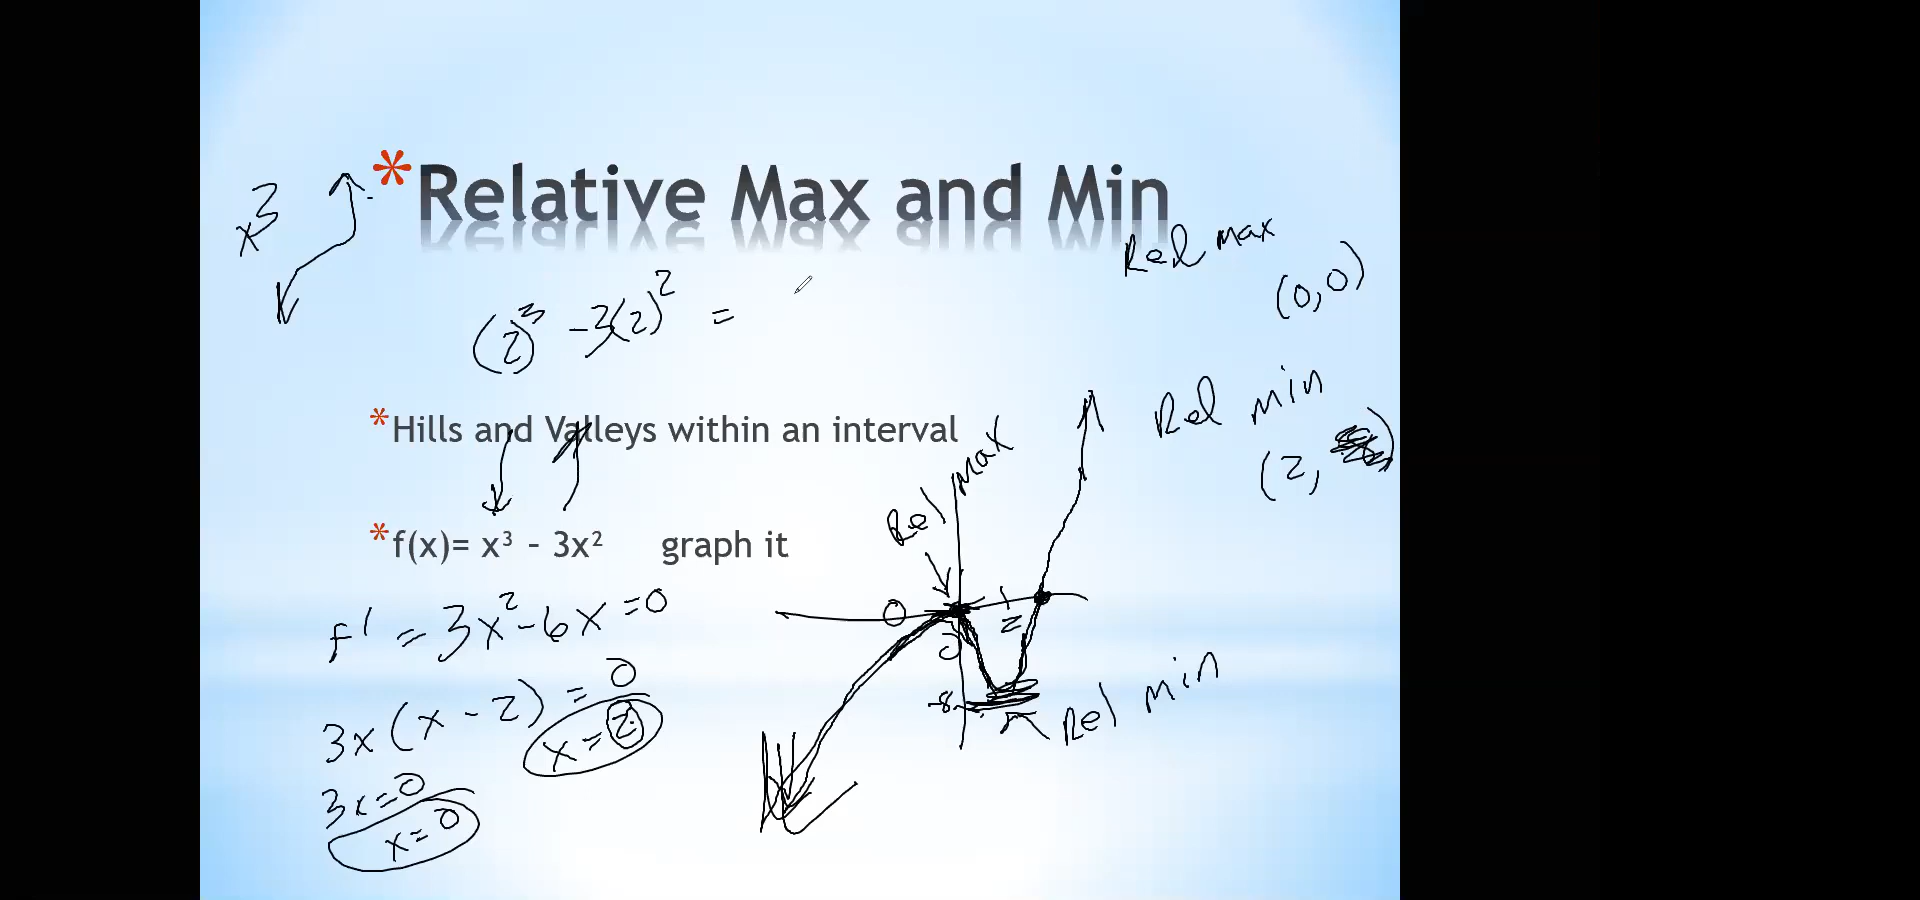 *Relative Max and Min
x³
Rel max
(0,0)
(2)³ -3(2)² =
Rel min
(2,    )
*Hills and Valleys within an interval
*f(x)= x³ – 3x² graph it
Rel max
f' = 3x²-6x=0
0
2
0
3x(x-2)=0
x=2
-8
Rel min
3x=0
x=0